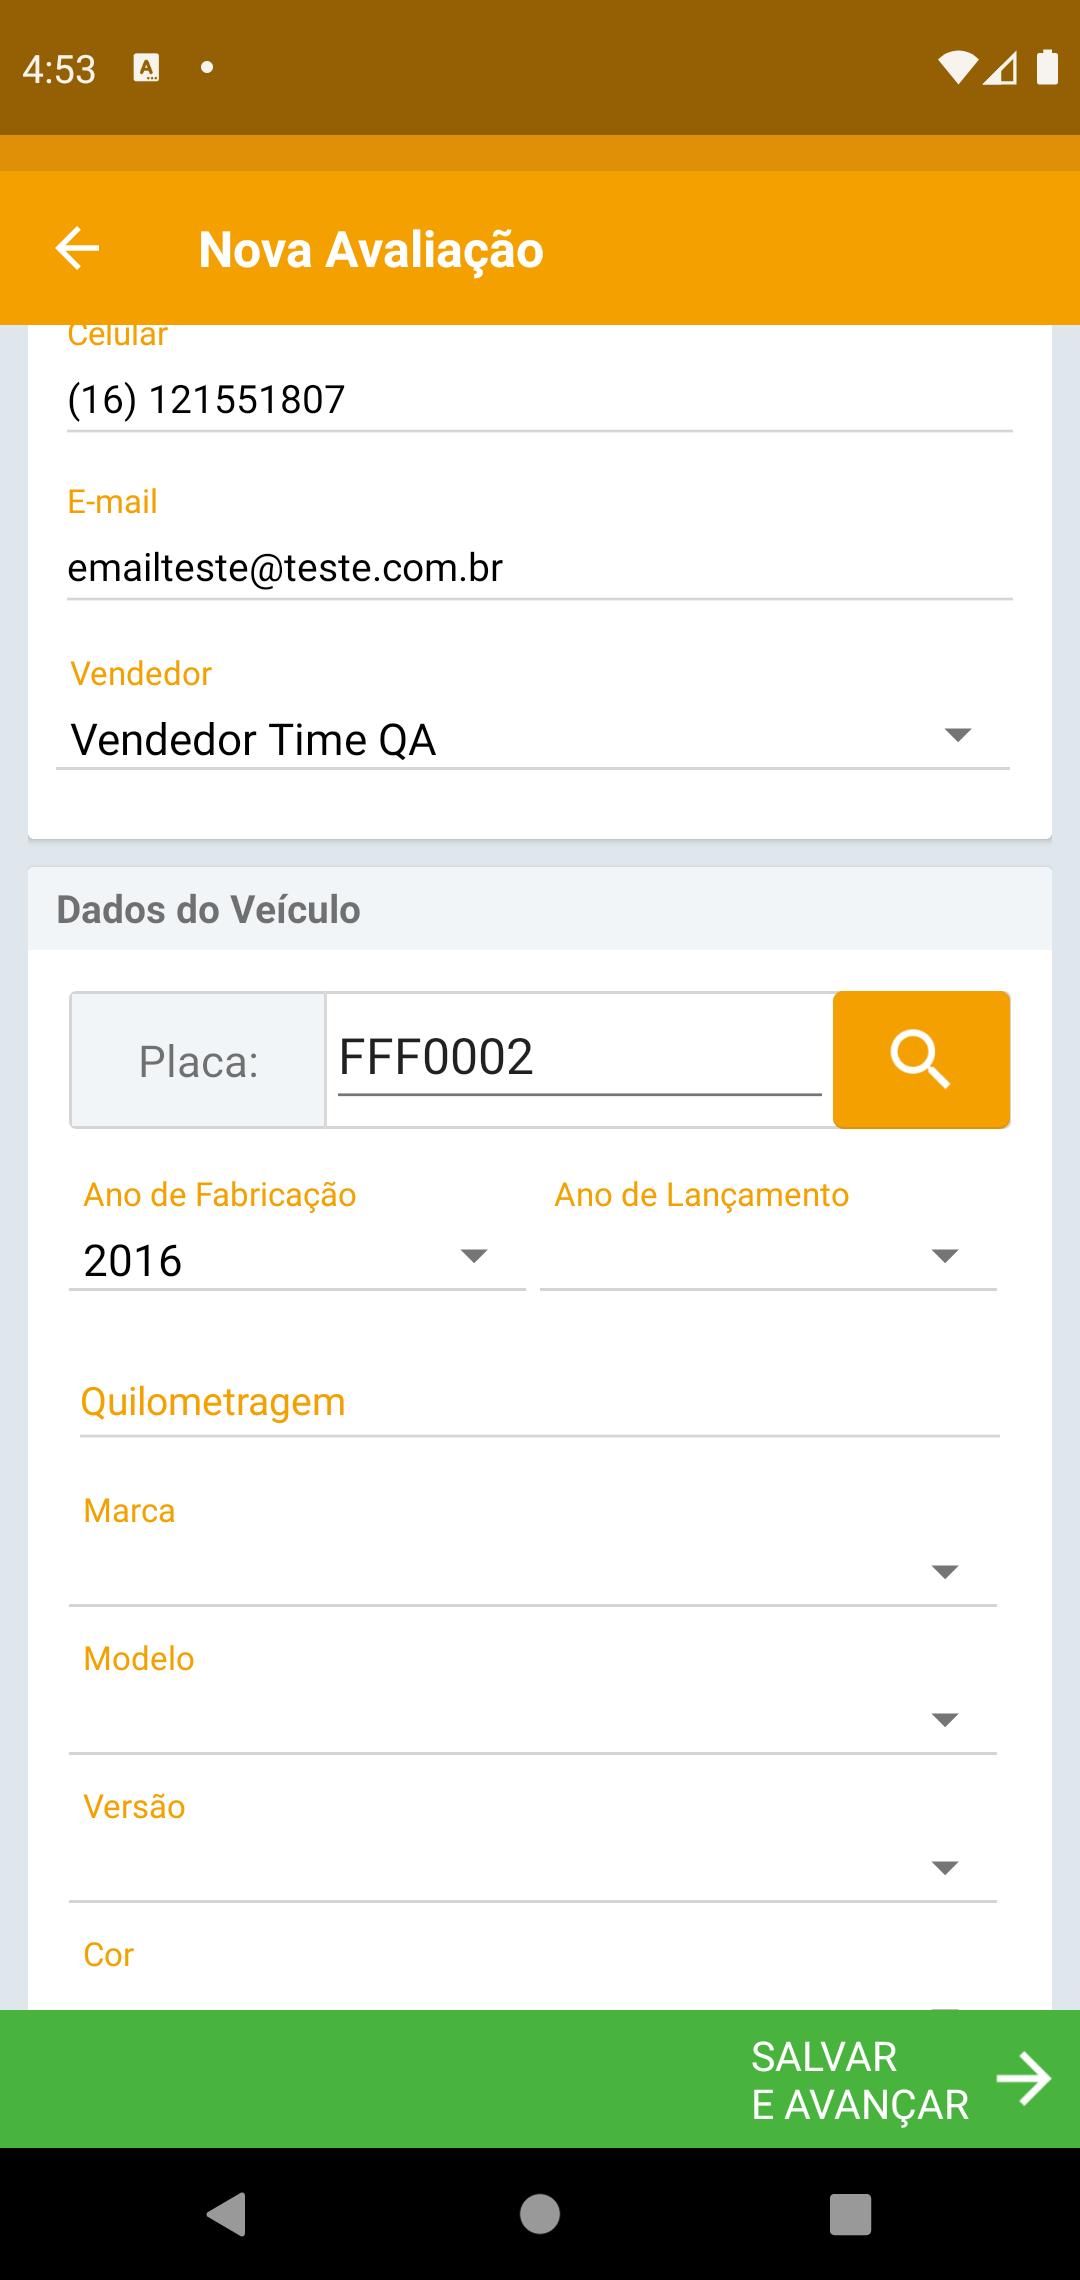 4:53
Nova Avaliação
Celular
(16) 121551807
E-mail
emailteste@teste.com.br
Vendedor
Vendedor Time QA
Dados do Veículo
Placa:
FFF0002
Ano de Fabricação
Ano de Lançamento
2016
Quilometragem
Marca
Modelo
Versão
Cor
SALVAR
E AVANÇAR